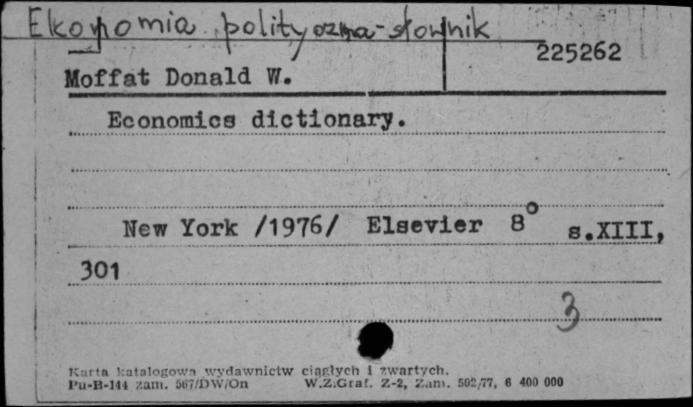 Ekonomia polityczna - słownik
225262
Moffat Donald W.
Economics dictionary.
New York /1976/ Elsevier 8° s.XIII,
301
3
Karta katalogowa wydawnictw ciągłych i zwartych.
Pu-B-144 zam. 567/DW/On W.Z.Graf. Z-2, Zam. 502/77, 6 400 000